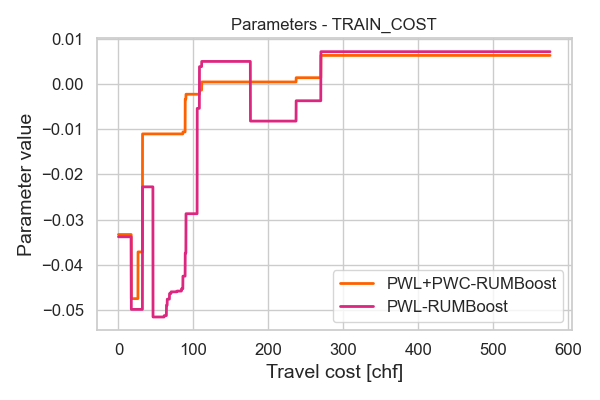 Parameters - TRAIN_COST
Parameter value
0.01
0.00
−0.01
−0.02
−0.03
−0.04
−0.05
0 100 200 300 400 500 600
Travel cost [chf]
PWL+PWC-RUMBoost
PWL-RUMBoost